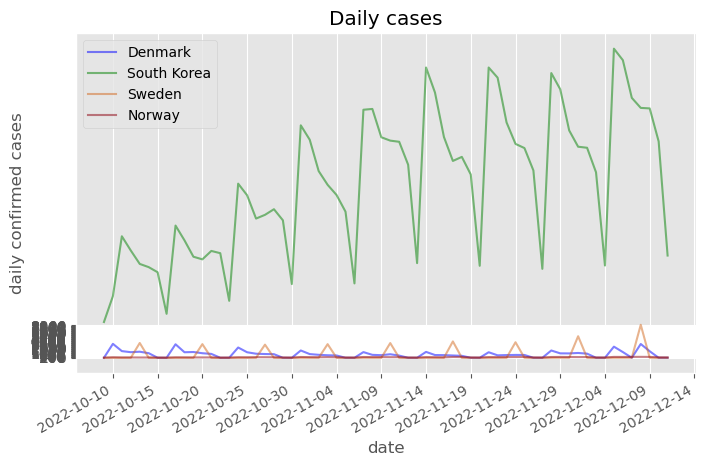 Daily cases
Denmark
South Korea
Sweden
Norway
daily confirmed cases
2022-10-10
2022-10-15
2022-10-20
2022-10-25
2022-10-30
2022-11-04
2022-11-09
2022-11-14
2022-11-19
2022-11-24
2022-11-29
2022-12-04
2022-12-09
2022-12-14
date